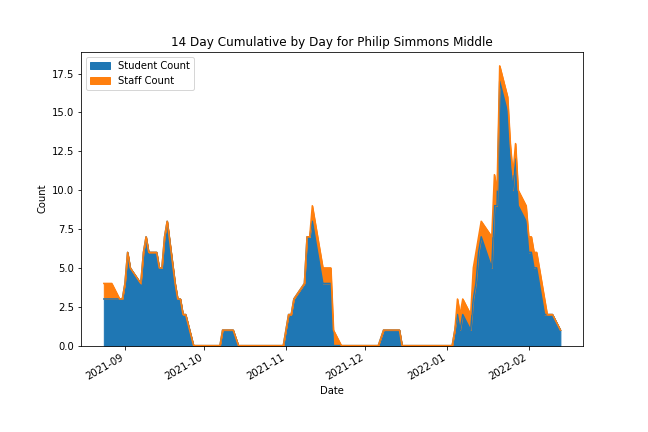 14 Day Cumulative by Day for Philip Simmons Middle
Student Count
Staff Count
17.5
15.0
12.5
10.0
7.5
5.0
2.5
0.0
Count
2021-09
2021-10
2021-11
2021-12
2022-01
2022-02
Date